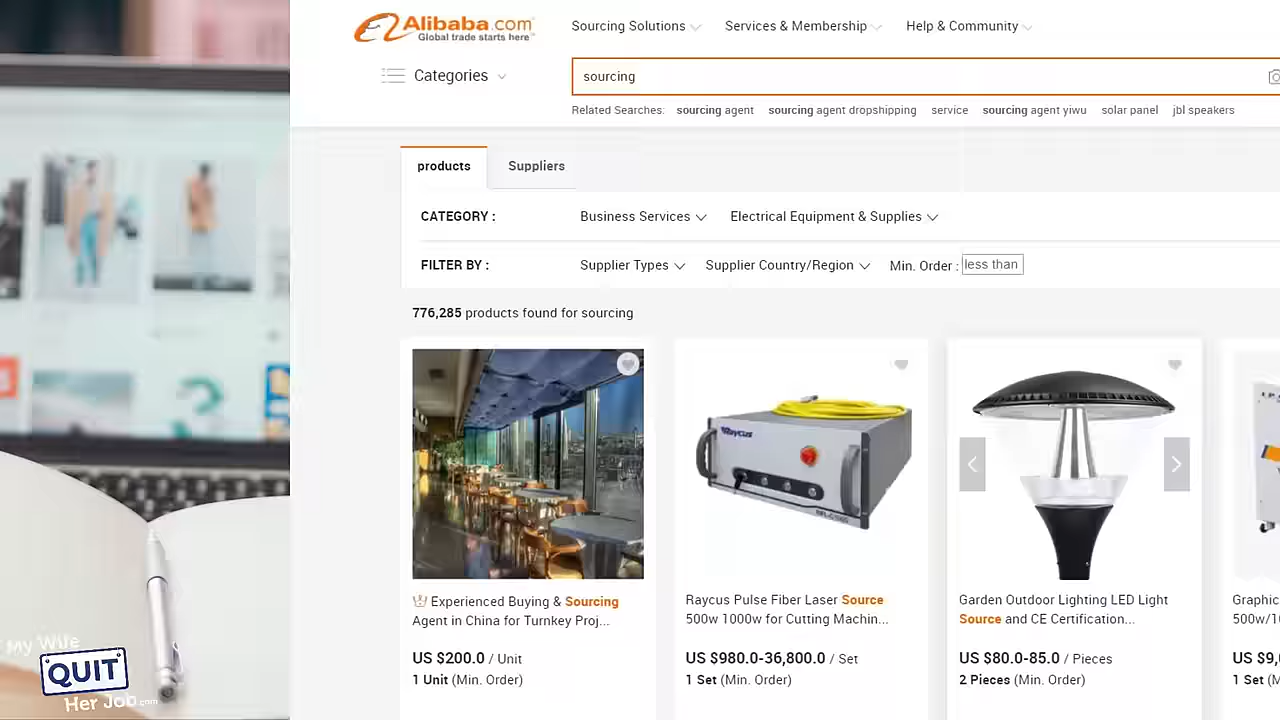 Alibaba.com
Global trade starts here
Sourcing Solutions
Services & Membership
Help & Community
Categories
sourcing
Related Searches: sourcing agent sourcing agent dropshipping service sourcing agent yiwu solar panel jbl speakers
products
Suppliers
CATEGORY : Business Services Electrical Equipment & Supplies
FILTER BY : Supplier Types Supplier Country/Region Min. Order : less than
776,285 products found for sourcing
Raycus
Experienced Buying & Sourcing
Agent in China for Turnkey Proj...
US $200.0 / Unit
1 Unit (Min. Order)
Raycus Pulse Fiber Laser Source
500w 1000w for Cutting Machin...
US $980.0-36,800.0 / Set
1 Set (Min. Order)
Garden Outdoor Lighting LED Light
Source and CE Certification...
US $80.0-85.0 / Pieces
2 Pieces (Min. Order)
Graphic
500w/1
US $9,
1 Set (M
My Wife
QUIT
Her Job.com